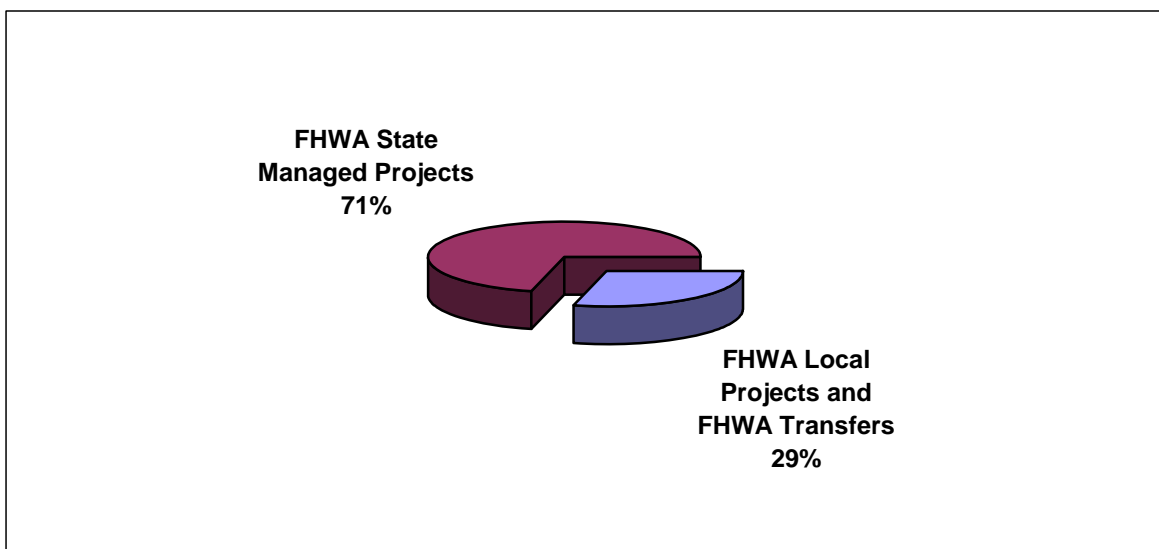 FHWA State
Managed Projects
71%
FHWA Local
Projects and
FHWA Transfers
29%